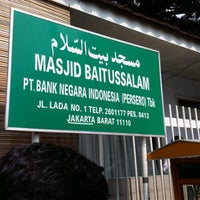 مسجد بيت السلام
MASJID BAITUSSALAM
PT. BANK NEGARA INDONESIA (PERSERO) Tbk
JL. LADA NO. 1 TELP. 2601177 PES. 8413
JAKARTA BARAT 11110